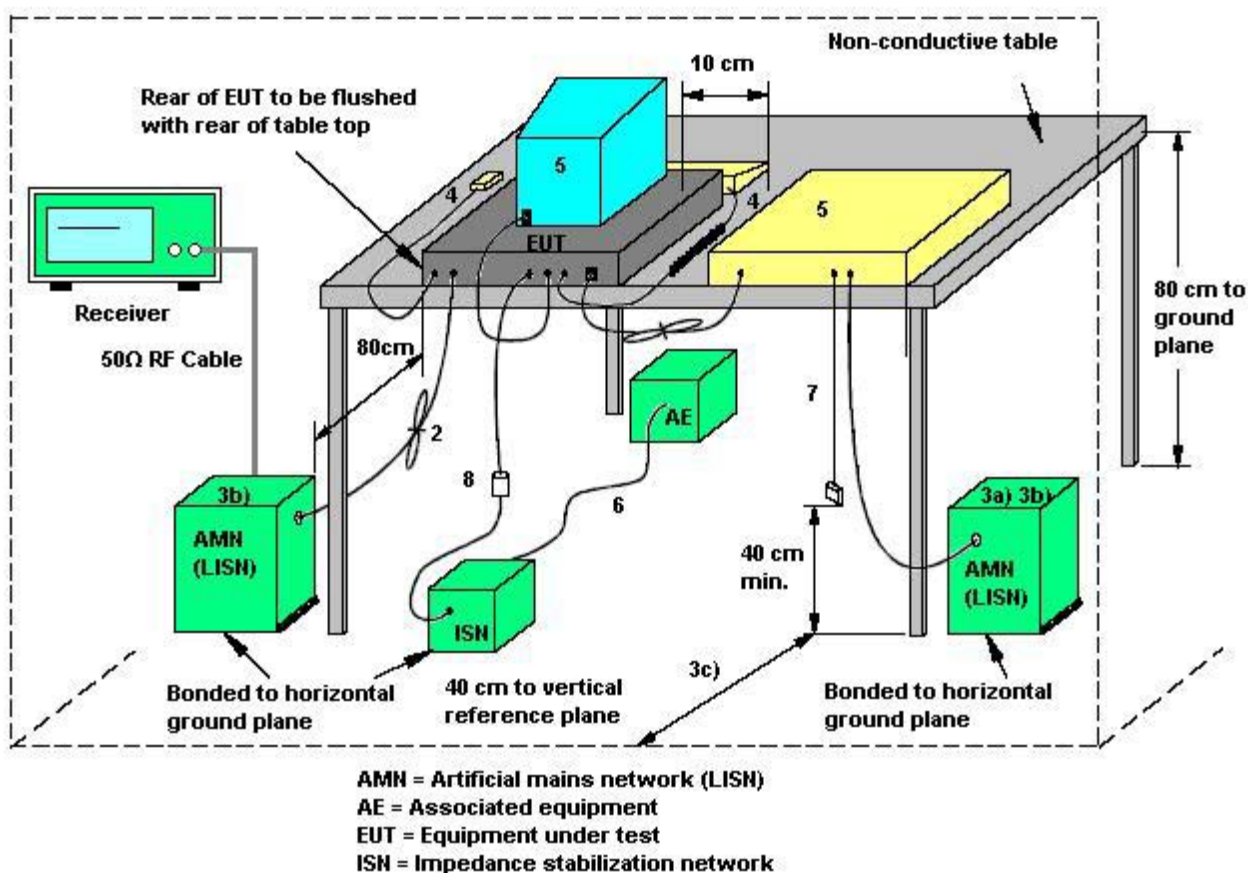 Non-conductive table
10 cm
Rear of EUT to be flushed
with rear of table top
5
4
4
5
EUT
Receiver
50Ω RF Cable
80cm
80 cm to
ground
plane
2
AE
7
8
6
3b)
AMN
(LISN)
3a) 3b)
AMN
(LISN)
40 cm
min.
ISN
3c)
Bonded to horizontal
ground plane
40 cm to vertical
reference plane
Bonded to horizontal
ground plane
AMN = Artificial mains network (LISN)
AE = Associated equipment
EUT = Equipment under test
ISN = Impedance stabilization network